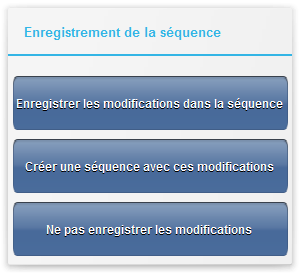 Enregistrement de la séquence
Enregistrer les modifications dans la séquence
Créer une séquence avec ces modifications
Ne pas enregistrer les modifications